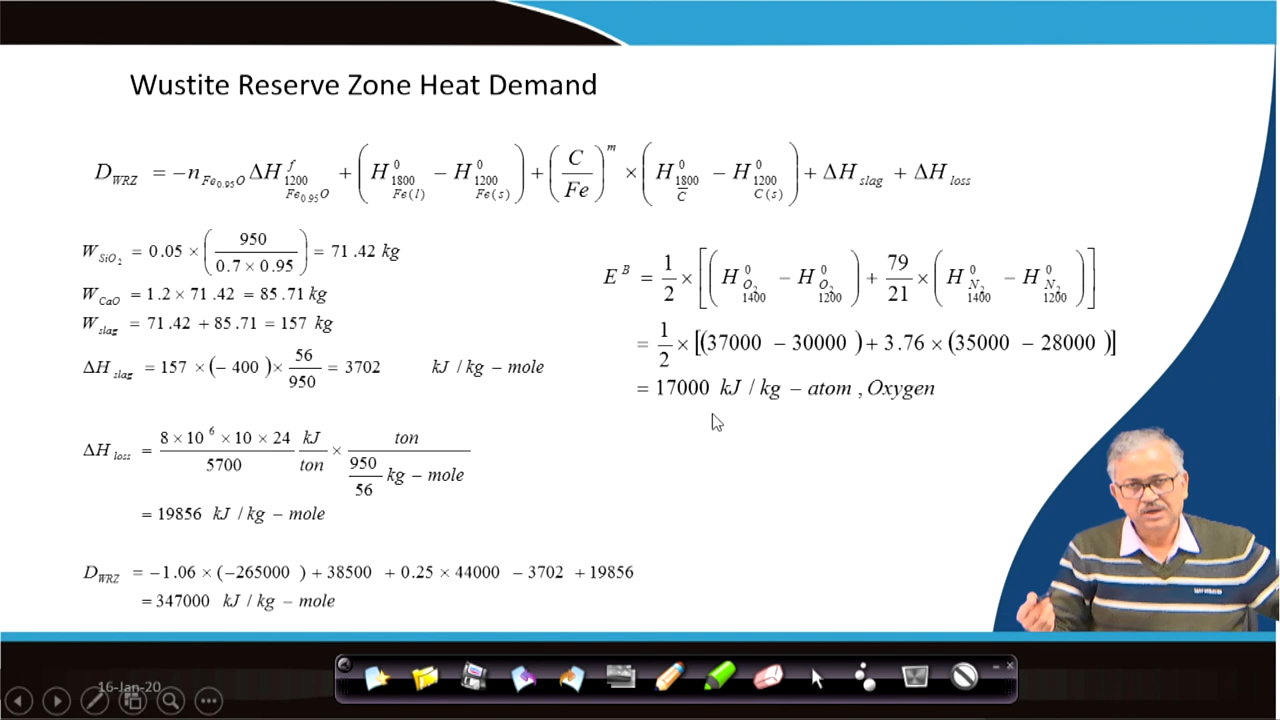 Wustite Reserve Zone Heat Demand
D_WRZ = −n_Fe0.95O ΔH^f_1200 Fe0.95O + (H^0_1800 Fe(l) − H^0_1200 Fe(s)) + (C/Fe)^m × (H^0_1800 C − H^0_1200 C(s)) + ΔH_slag + ΔH_loss
W_SiO2 = 0.05 × (950 / 0.7 × 0.95) = 71.42 kg
W_CaO = 1.2 × 71.42 = 85.71 kg
W_slag = 71.42 + 85.71 = 157 kg
ΔH_slag = 157 × (−400) × 56/950 = 3702 kJ / kg − mole
ΔH_loss = 8 × 10^6 × 10 × 24 / 5700 kJ/ton × ton / (950/56 kg − mole)
= 19856 kJ / kg − mole
D_WRZ = −1.06 × (−265000) + 38500 + 0.25 × 44000 − 3702 + 19856
= 347000 kJ / kg − mole
E^B = 1/2 × [(H^0_O2 1400 − H^0_O2 1200) + 79/21 × (H^0_N2 1400 − H^0_N2 1200)]
= 1/2 × [(37000 − 30000) + 3.76 × (35000 − 28000)]
= 17000 kJ / kg − atom, Oxygen
16-Jan-20